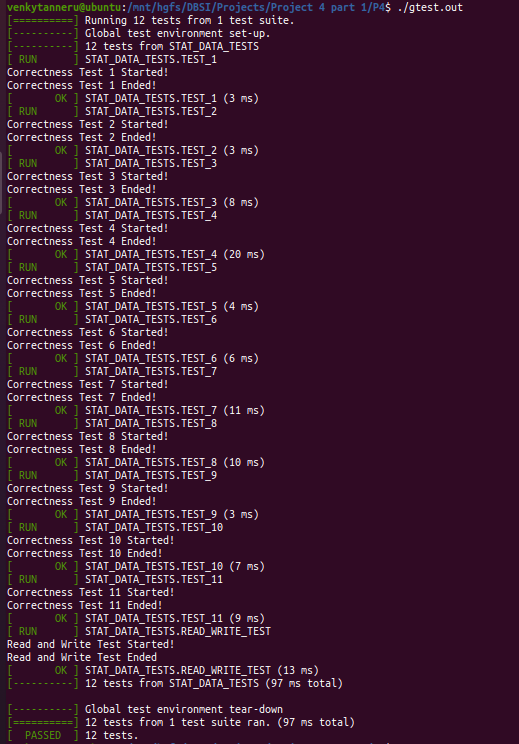 venkytanneru@ubuntu:/mnt/hgfs/DBSI/Projects/Project 4 part 1/P4$ ./gtest.out
[==========] Running 12 tests from 1 test suite.
[----------] Global test environment set-up.
[----------] 12 tests from STAT_DATA_TESTS
[ RUN      ] STAT_DATA_TESTS.TEST_1
Correctness Test 1 Started!
Correctness Test 1 Ended!
[       OK ] STAT_DATA_TESTS.TEST_1 (3 ms)
[ RUN      ] STAT_DATA_TESTS.TEST_2
Correctness Test 2 Started!
Correctness Test 2 Ended!
[       OK ] STAT_DATA_TESTS.TEST_2 (3 ms)
[ RUN      ] STAT_DATA_TESTS.TEST_3
Correctness Test 3 Started!
Correctness Test 3 Ended!
[       OK ] STAT_DATA_TESTS.TEST_3 (8 ms)
[ RUN      ] STAT_DATA_TESTS.TEST_4
Correctness Test 4 Started!
Correctness Test 4 Ended!
[       OK ] STAT_DATA_TESTS.TEST_4 (20 ms)
[ RUN      ] STAT_DATA_TESTS.TEST_5
Correctness Test 5 Started!
Correctness Test 5 Ended!
[       OK ] STAT_DATA_TESTS.TEST_5 (4 ms)
[ RUN      ] STAT_DATA_TESTS.TEST_6
Correctness Test 6 Started!
Correctness Test 6 Ended!
[       OK ] STAT_DATA_TESTS.TEST_6 (6 ms)
[ RUN      ] STAT_DATA_TESTS.TEST_7
Correctness Test 7 Started!
Correctness Test 7 Ended!
[       OK ] STAT_DATA_TESTS.TEST_7 (11 ms)
[ RUN      ] STAT_DATA_TESTS.TEST_8
Correctness Test 8 Started!
Correctness Test 8 Ended!
[       OK ] STAT_DATA_TESTS.TEST_8 (10 ms)
[ RUN      ] STAT_DATA_TESTS.TEST_9
Correctness Test 9 Started!
Correctness Test 9 Ended!
[       OK ] STAT_DATA_TESTS.TEST_9 (3 ms)
[ RUN      ] STAT_DATA_TESTS.TEST_10
Correctness Test 10 Started!
Correctness Test 10 Ended!
[       OK ] STAT_DATA_TESTS.TEST_10 (7 ms)
[ RUN      ] STAT_DATA_TESTS.TEST_11
Correctness Test 11 Started!
Correctness Test 11 Ended!
[       OK ] STAT_DATA_TESTS.TEST_11 (9 ms)
[ RUN      ] STAT_DATA_TESTS.READ_WRITE_TEST
Read and Write Test Started!
Read and Write Test Ended
[       OK ] STAT_DATA_TESTS.READ_WRITE_TEST (13 ms)
[----------] 12 tests from STAT_DATA_TESTS (97 ms total)
[----------] Global test environment tear-down
[==========] 12 tests from 1 test suite ran. (97 ms total)
[  PASSED  ] 12 tests.